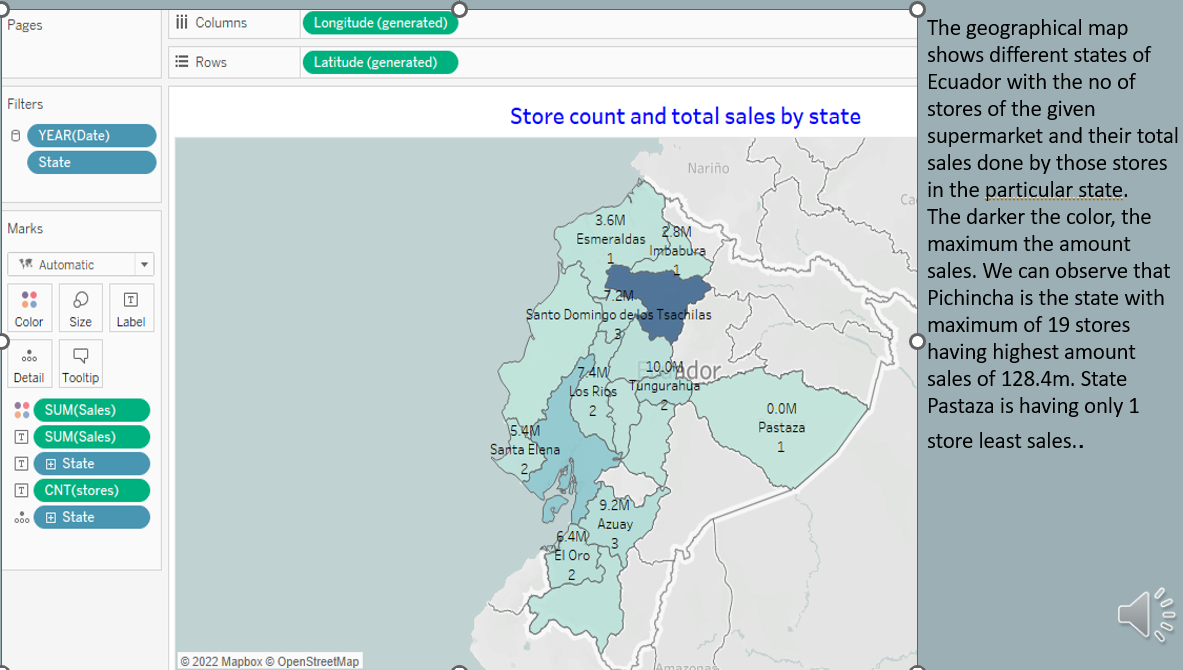 Pages
Columns
Longitude (generated)
Rows
Latitude (generated)
Filters
YEAR(Date)
State
Marks
Automatic
Color
Size
Label
Detail
Tooltip
SUM(Sales)
SUM(Sales)
State
CNT(stores)
State
Store count and total sales by state
Nariño
3.6M
Esmeraldas
1
2.8M
Imbabura
1
7.2M
Santo Domingo de los Tsachilas
3
Ecuador
10.0M
Tungurahua
2
7.4M
Los Rios
2
0.0M
Pastaza
1
5.4M
Santa Elena
2
9.2M
Azuay
3
6.4M
El Oro
2
Amazonas
© 2022 Mapbox © OpenStreetMap
The geographical map
shows different states of
Ecuador with the no of
stores of the given
supermarket and their total
sales done by those stores
in the particular state.
The darker the color, the
maximum the amount
sales. We can observe that
Pichincha is the state with
maximum of 19 stores
having highest amount
sales of 128.4m. State
Pastaza is having only 1
store least sales..